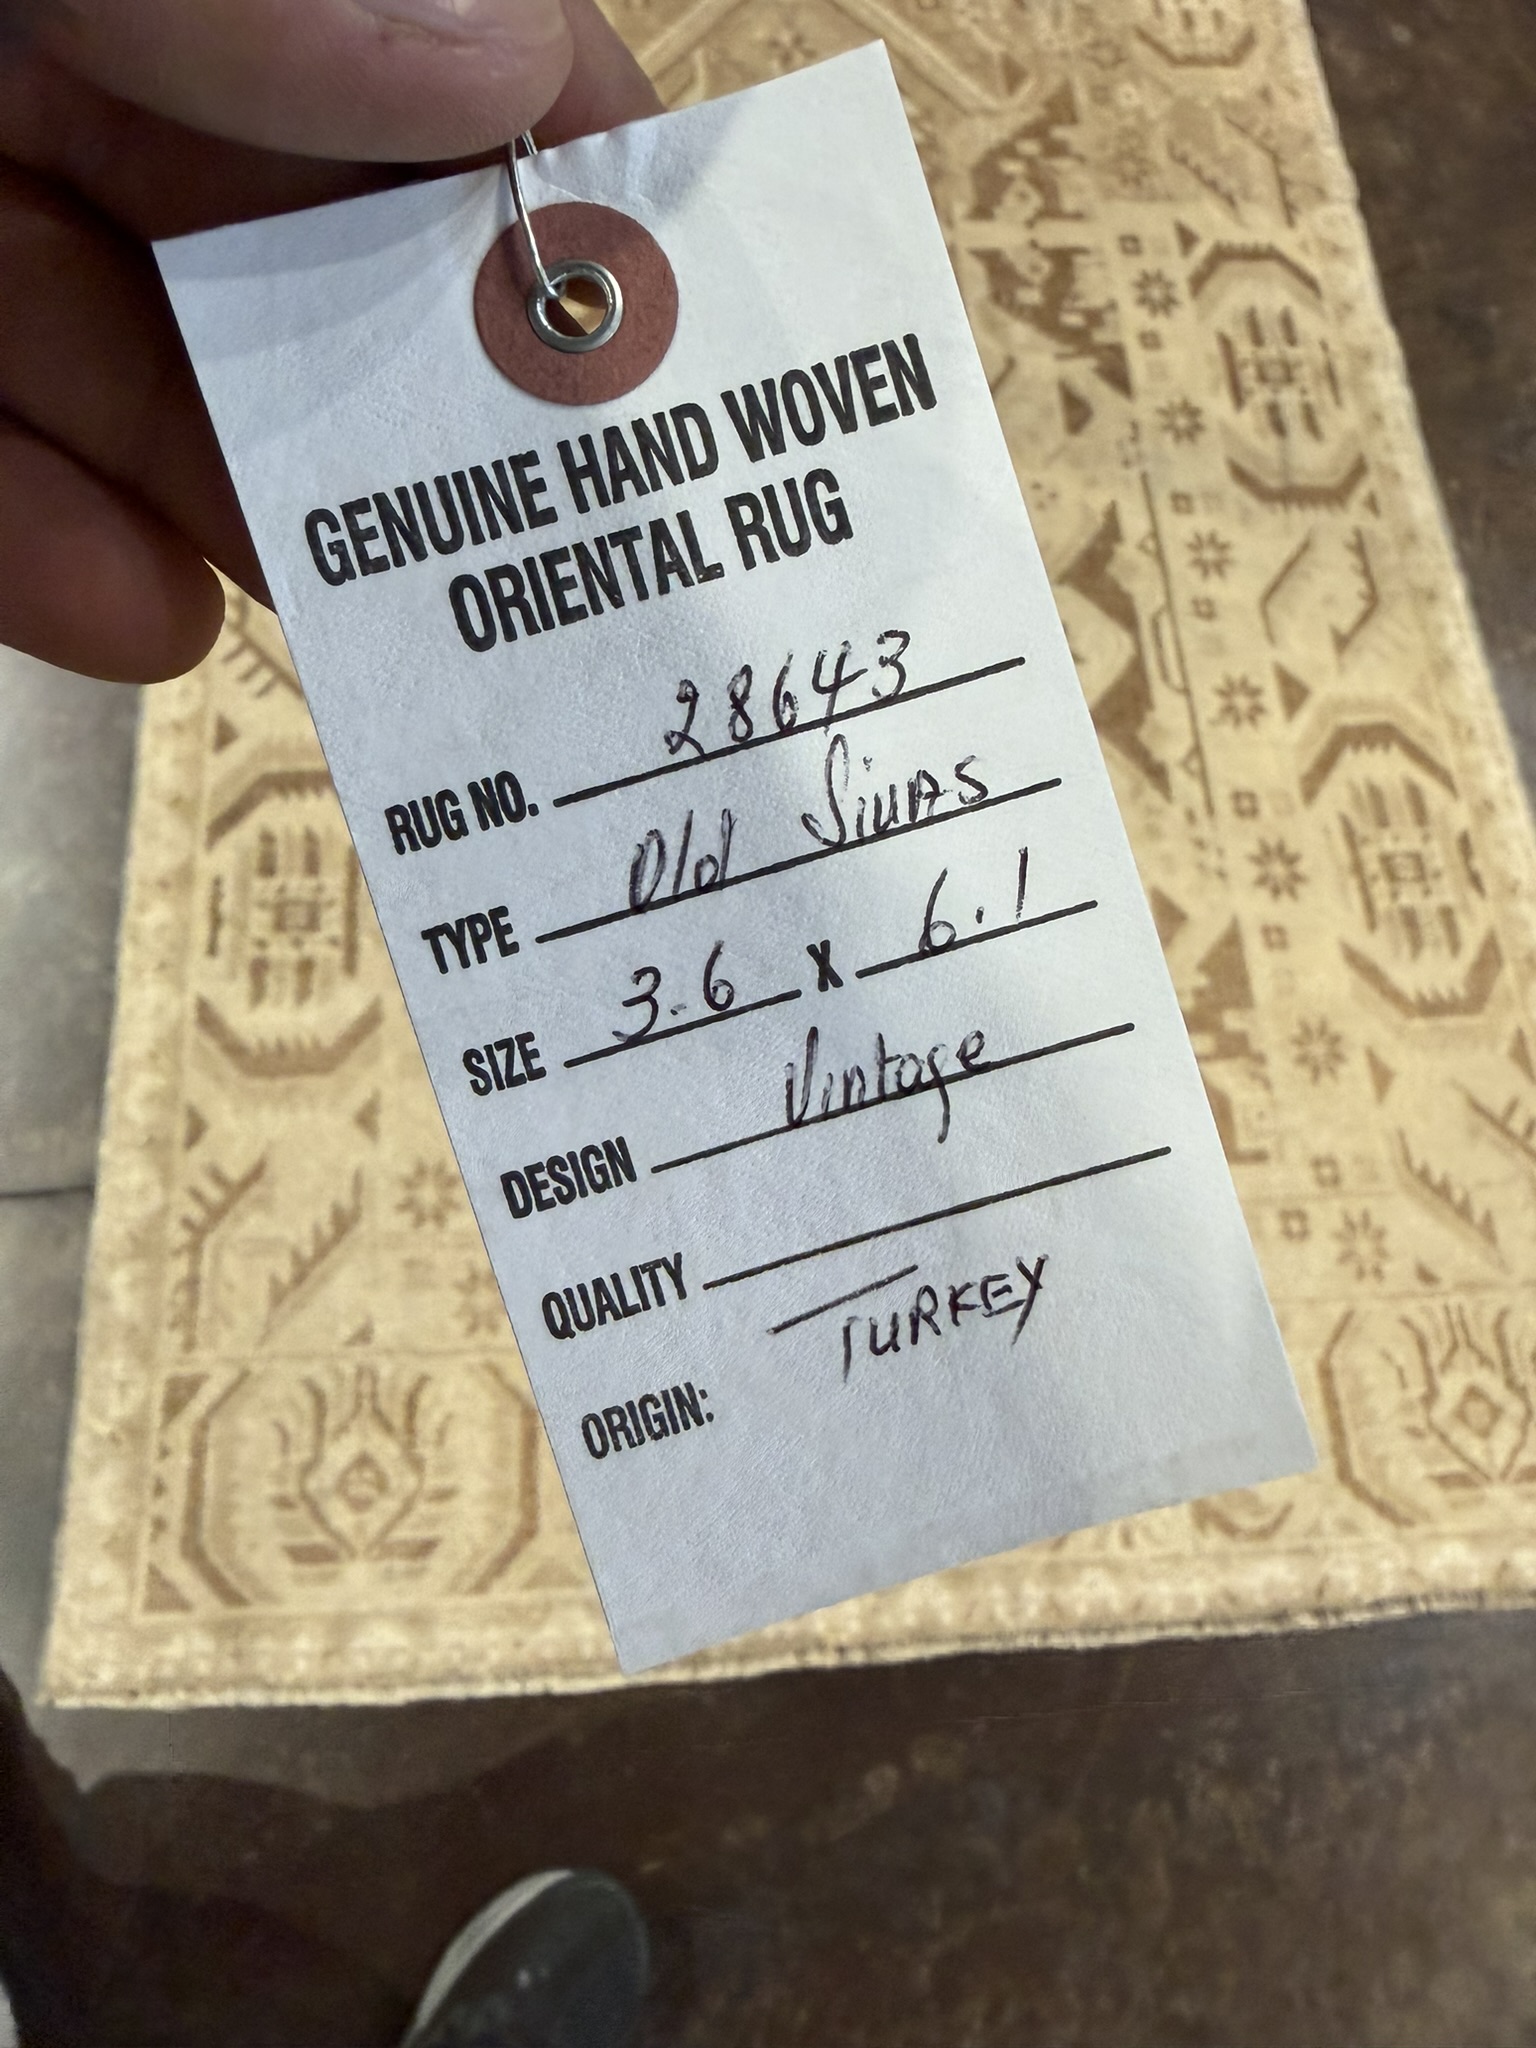 GENUINE HAND WOVEN
ORIENTAL RUG
RUG NO. 28643
TYPE Old Sivas
SIZE 3.6 X 6.1
DESIGN Vintage
QUALITY
ORIGIN: TURKEY